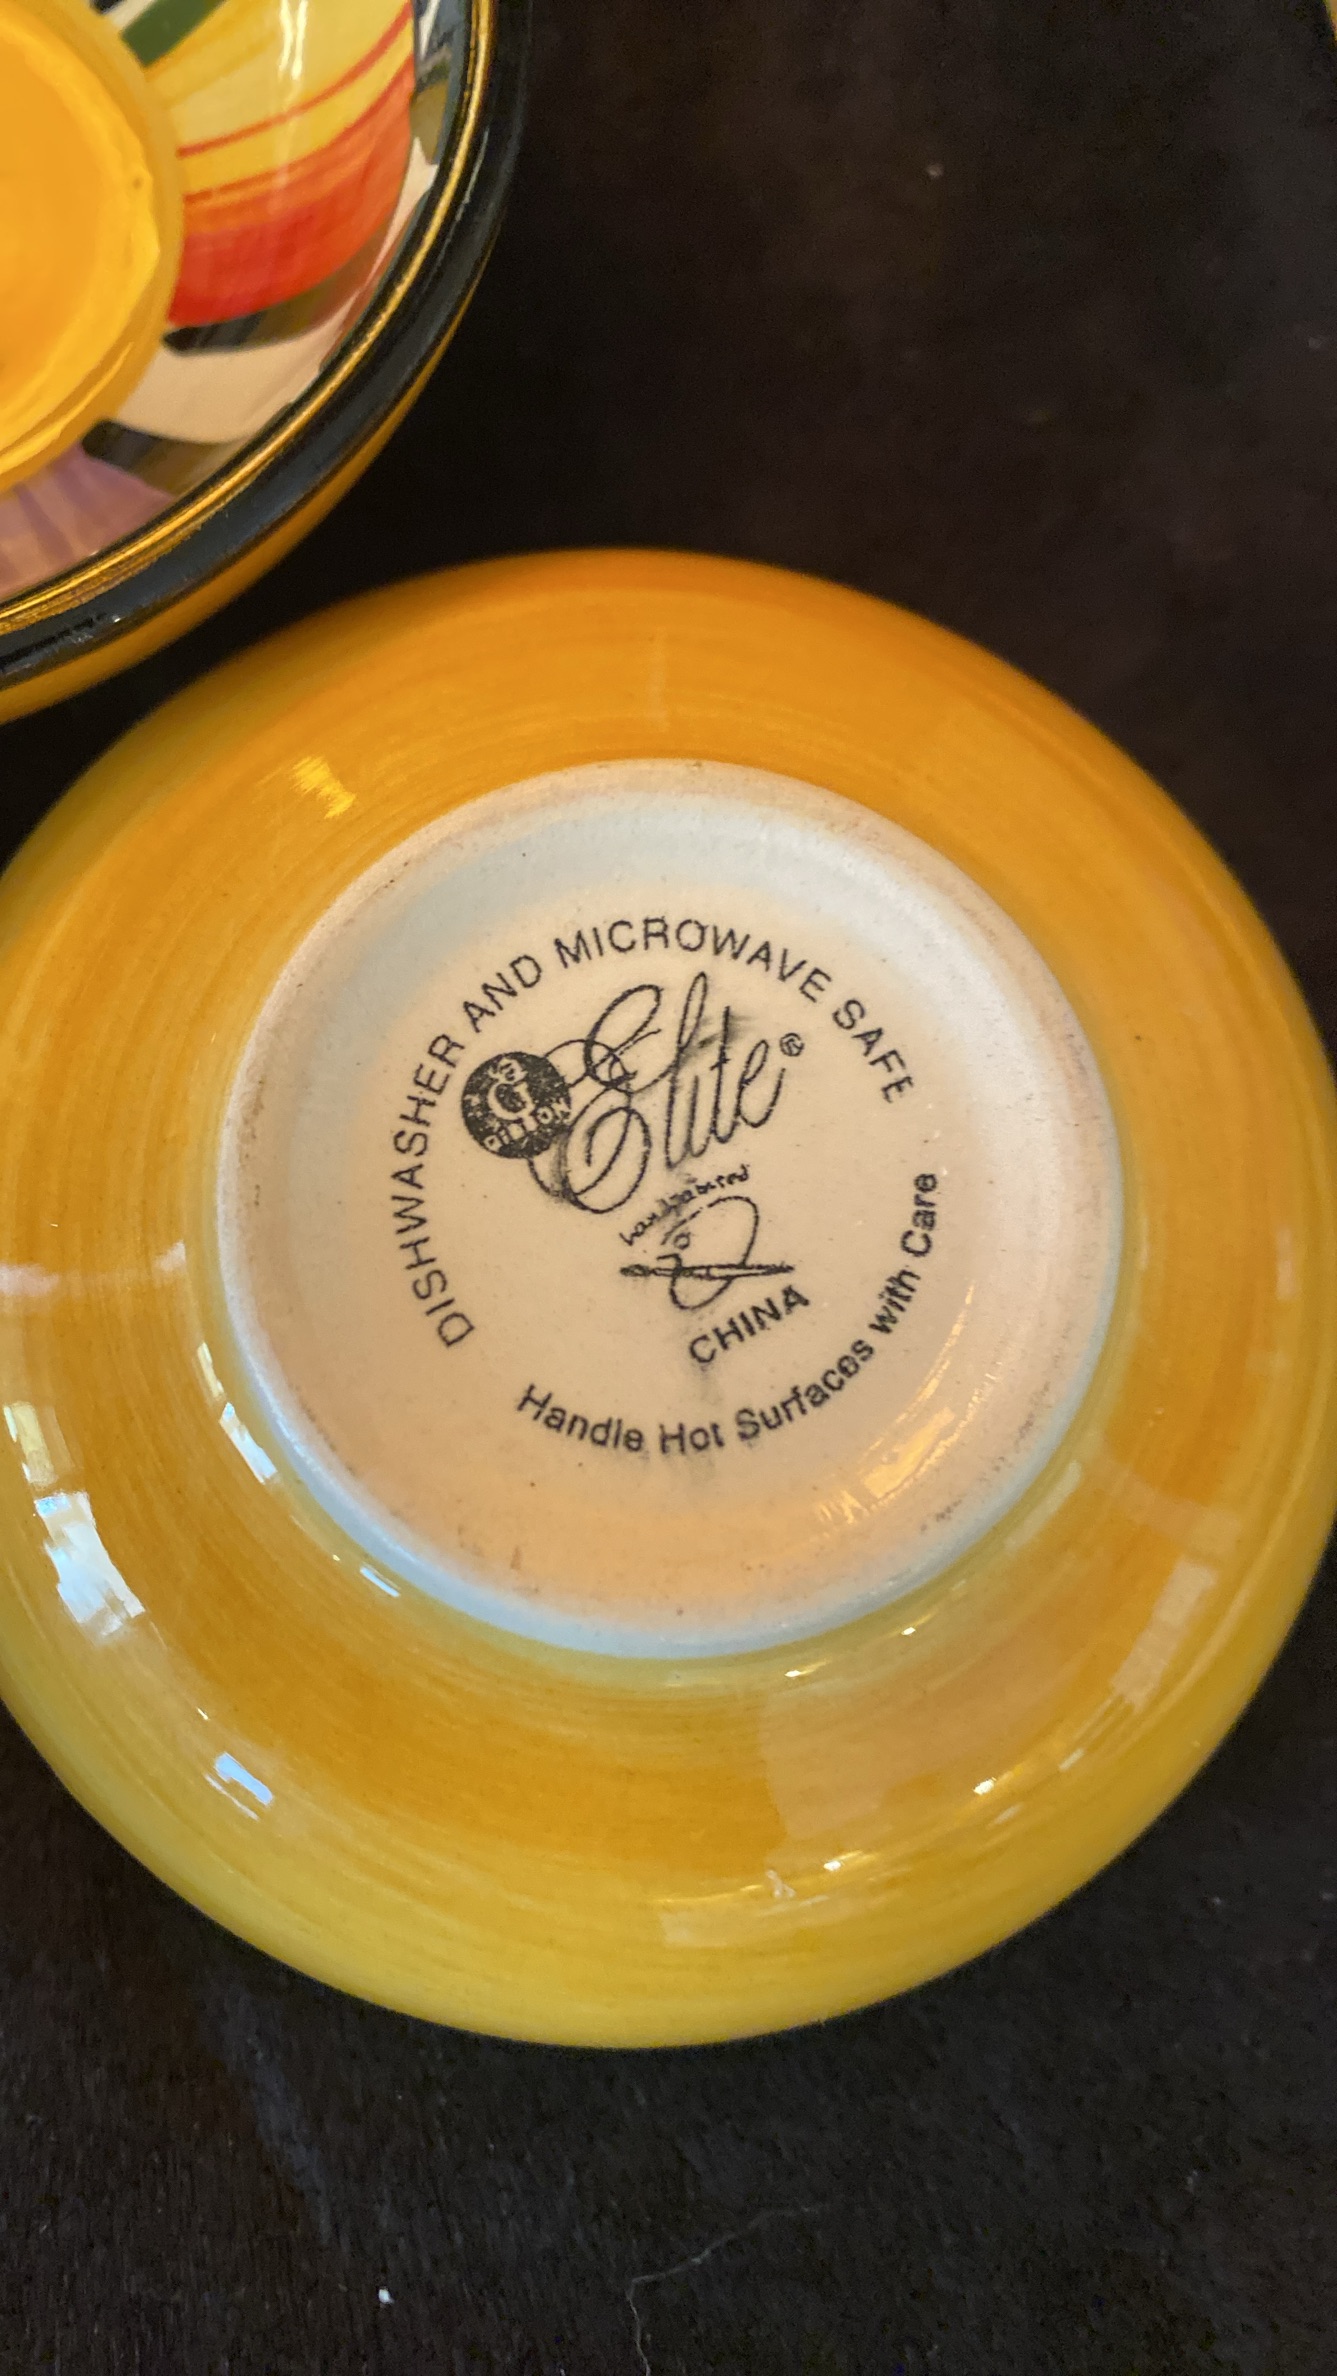 DISHWASHER AND MICROWAVE SAFE
Elite®
handpainted
CHINA
Handle Hot Surfaces with Care